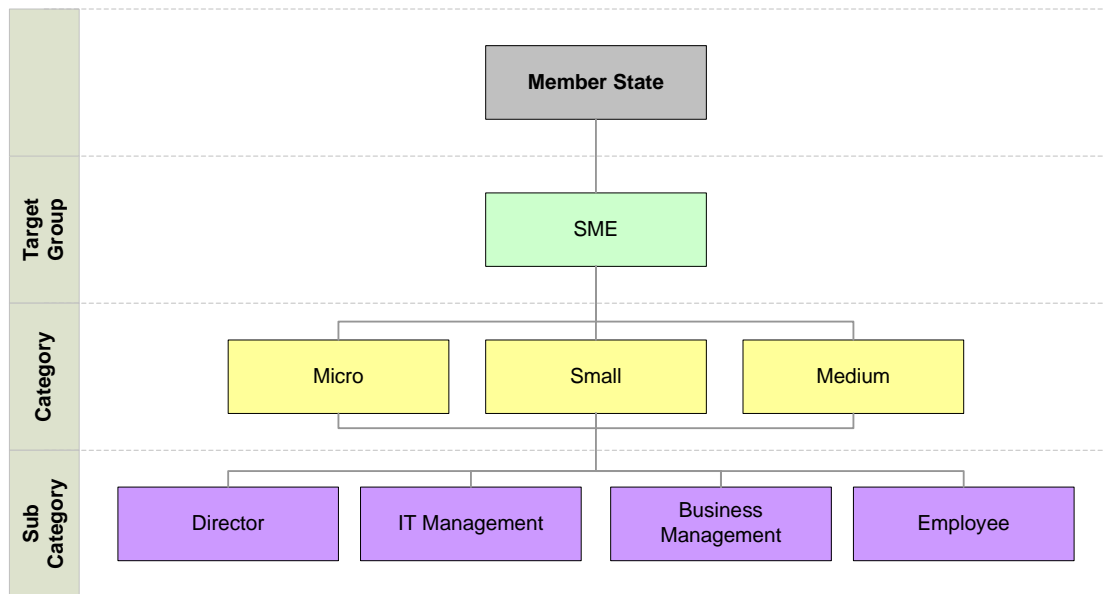 Member State
Target
Group
SME
Category
Micro
Small
Medium
Sub
Category
Director
IT Management
Business
Management
Employee